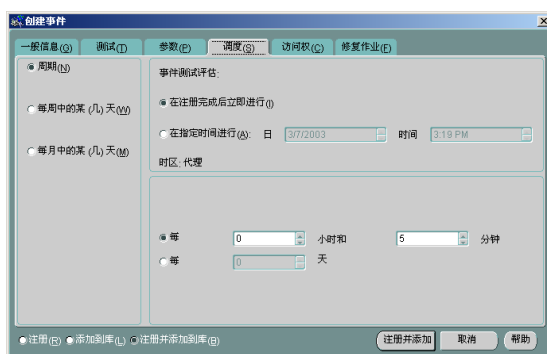 创建事件
一般信息(G) 测试(T) 参数(P) 调度(S) 访问权(C) 修复作业(F)
周期(N)
每周中的某 (几) 天(W)
每月中的某 (几) 天(M)
事件测试评估:
在注册完成后立即进行(I)
在指定时间进行(A): 日 3/7/2003 时间 3:19 PM
时区: 代理
每 0 小时和 5 分钟
每 0 天
注册(R) 添加到库(L) 注册并添加到库(B) 注册并添加 取消 帮助